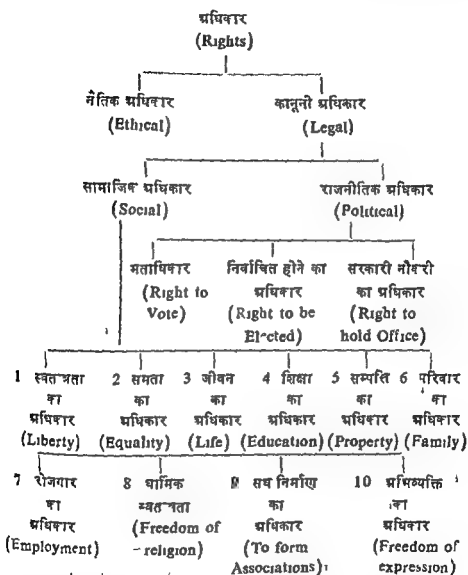 अधिकार
(Rights)
नैतिक अधिकार कानूनी अधिकार
(Ethical) (Legal)
सामाजिक अधिकार राजनीतिक अधिकार
(Social) (Political)
मताधिकार निर्वाचित होने का सरकारी नौकरी
(Right to अधिकार का अधिकार
Vote) (Right to be (Right to
Elected) hold Office)
1 स्वतन्त्रता 2 समता 3 जीवन 4 शिक्षा 5 सम्पत्ति 6 परिवार
का का का का का का
अधिकार अधिकार अधिकार अधिकार अधिकार अधिकार
(Liberty) (Equality) (Life) (Education) (Property) (Family)
7 रोजगार 8 धार्मिक 9 सघ निर्माण 10 अभिव्यक्ति
का स्वतन्त्रता का का
अधिकार (Freedom of अधिकार अधिकार
(Employment) religion) (To form (Freedom of
Associations) expression)